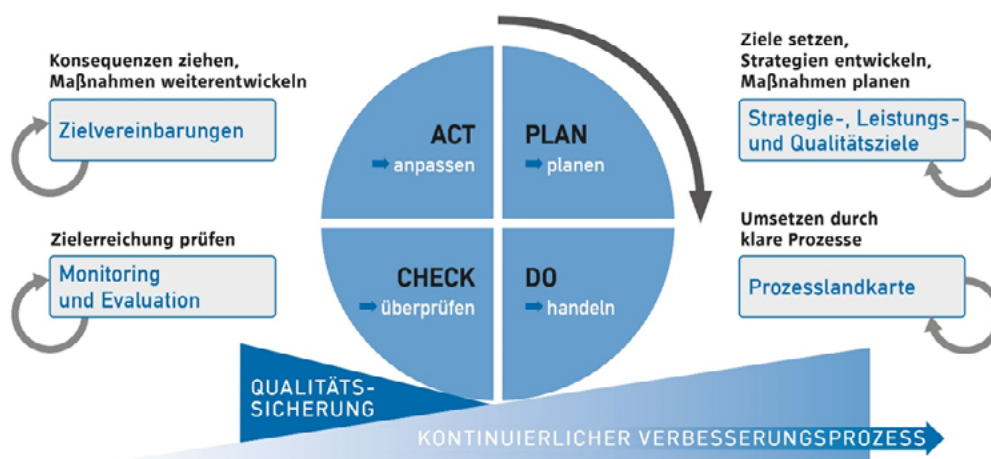 Konsequenzen ziehen,
Maßnahmen weiterentwickeln
Zielvereinbarungen
Zielerreichung prüfen
Monitoring
und Evaluation
ACT
anpassen
PLAN
planen
CHECK
überprüfen
DO
handeln
Ziele setzen,
Strategien entwickeln,
Maßnahmen planen
Strategie-, Leistungs-
und Qualitätsziele
Umsetzen durch
klare Prozesse
Prozesslandkarte
QUALITÄTS-
SICHERUNG
KONTINUIERLICHER VERBESSERUNGSPROZESS